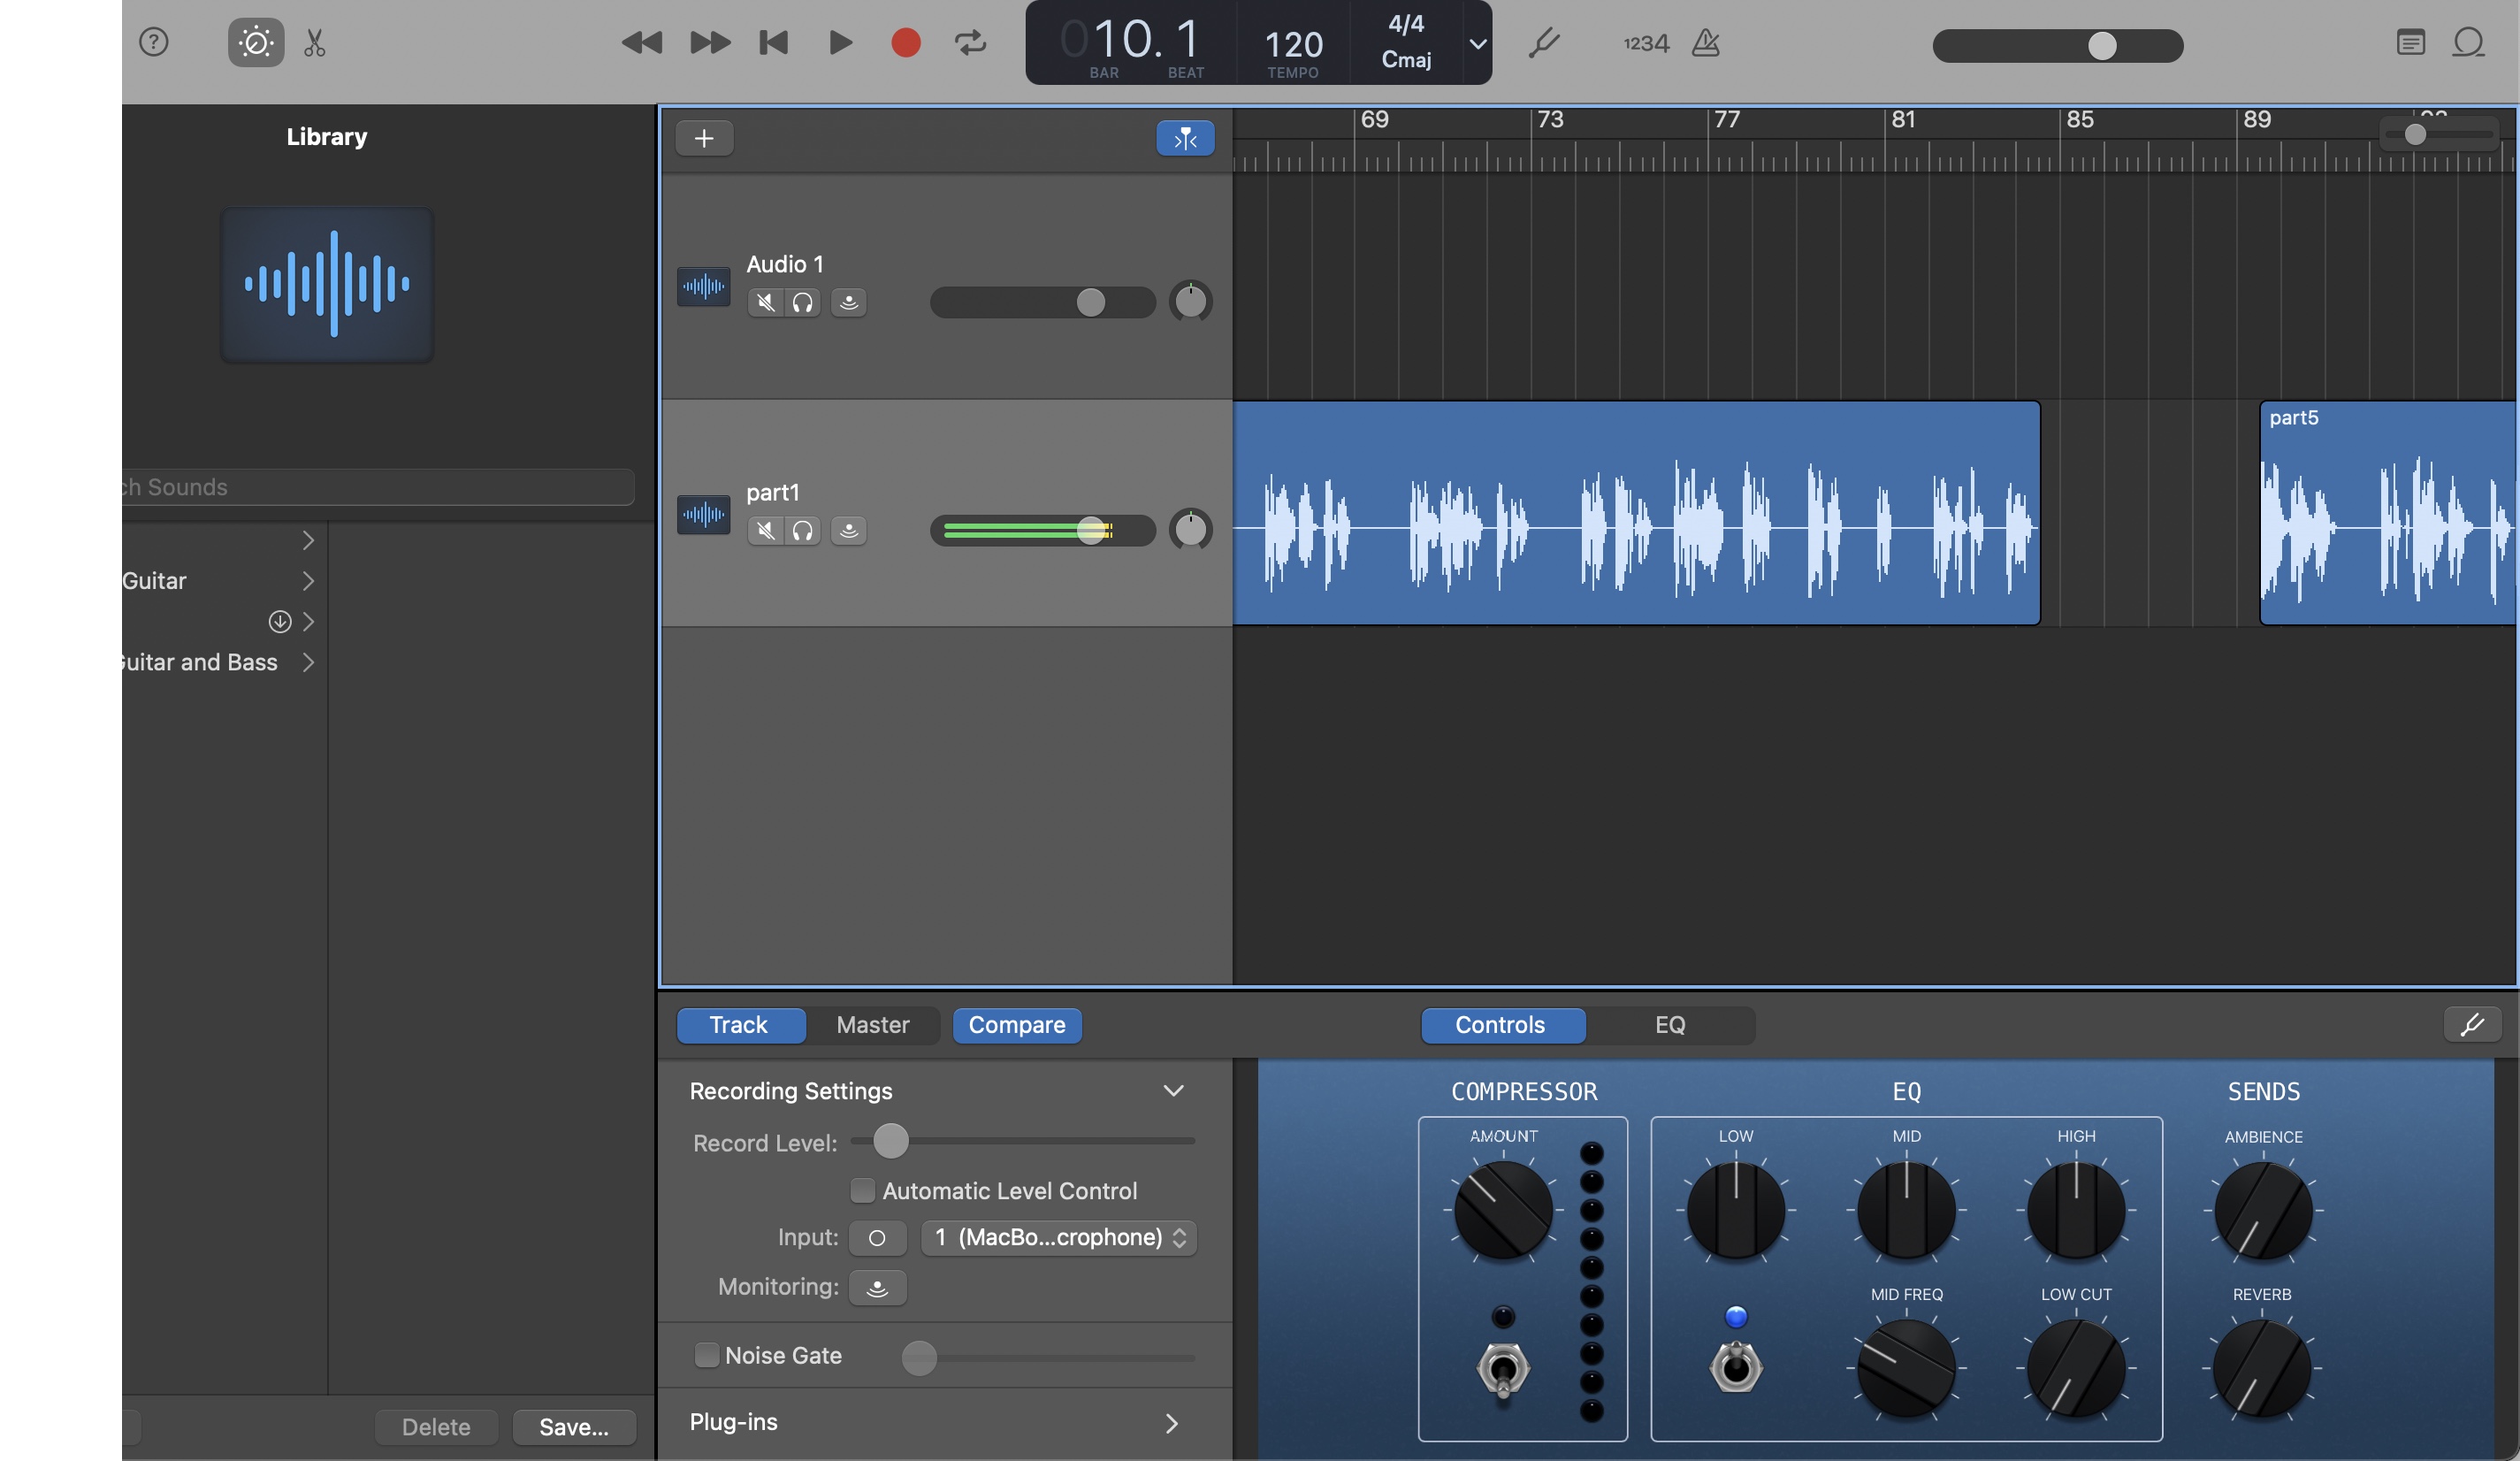 010. 1
BAR BEAT
120
TEMPO
4/4
Cmaj
1234
Library
69 73 77 81 85 89
Audio 1
part5
part1
ch Sounds
Guitar
Guitar and Bass
Delete
Save...
Track
Master
Compare
Controls
EQ
Recording Settings
Record Level:
Automatic Level Control
Input:
1 (MacBo...crophone)
Monitoring:
Noise Gate
Plug-ins
COMPRESSOR
AMOUNT
EQ
LOW
MID
HIGH
MID FREQ
LOW CUT
SENDS
AMBIENCE
REVERB